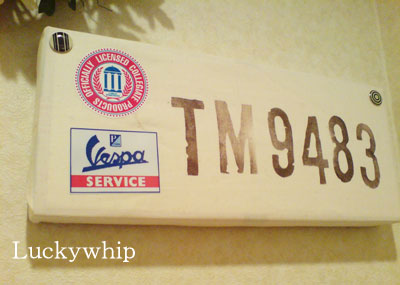 OFFICIALLY LICENSED COLLEGIATE PRODUCTS
TM9483
Vespa
SERVICE
Luckywhip